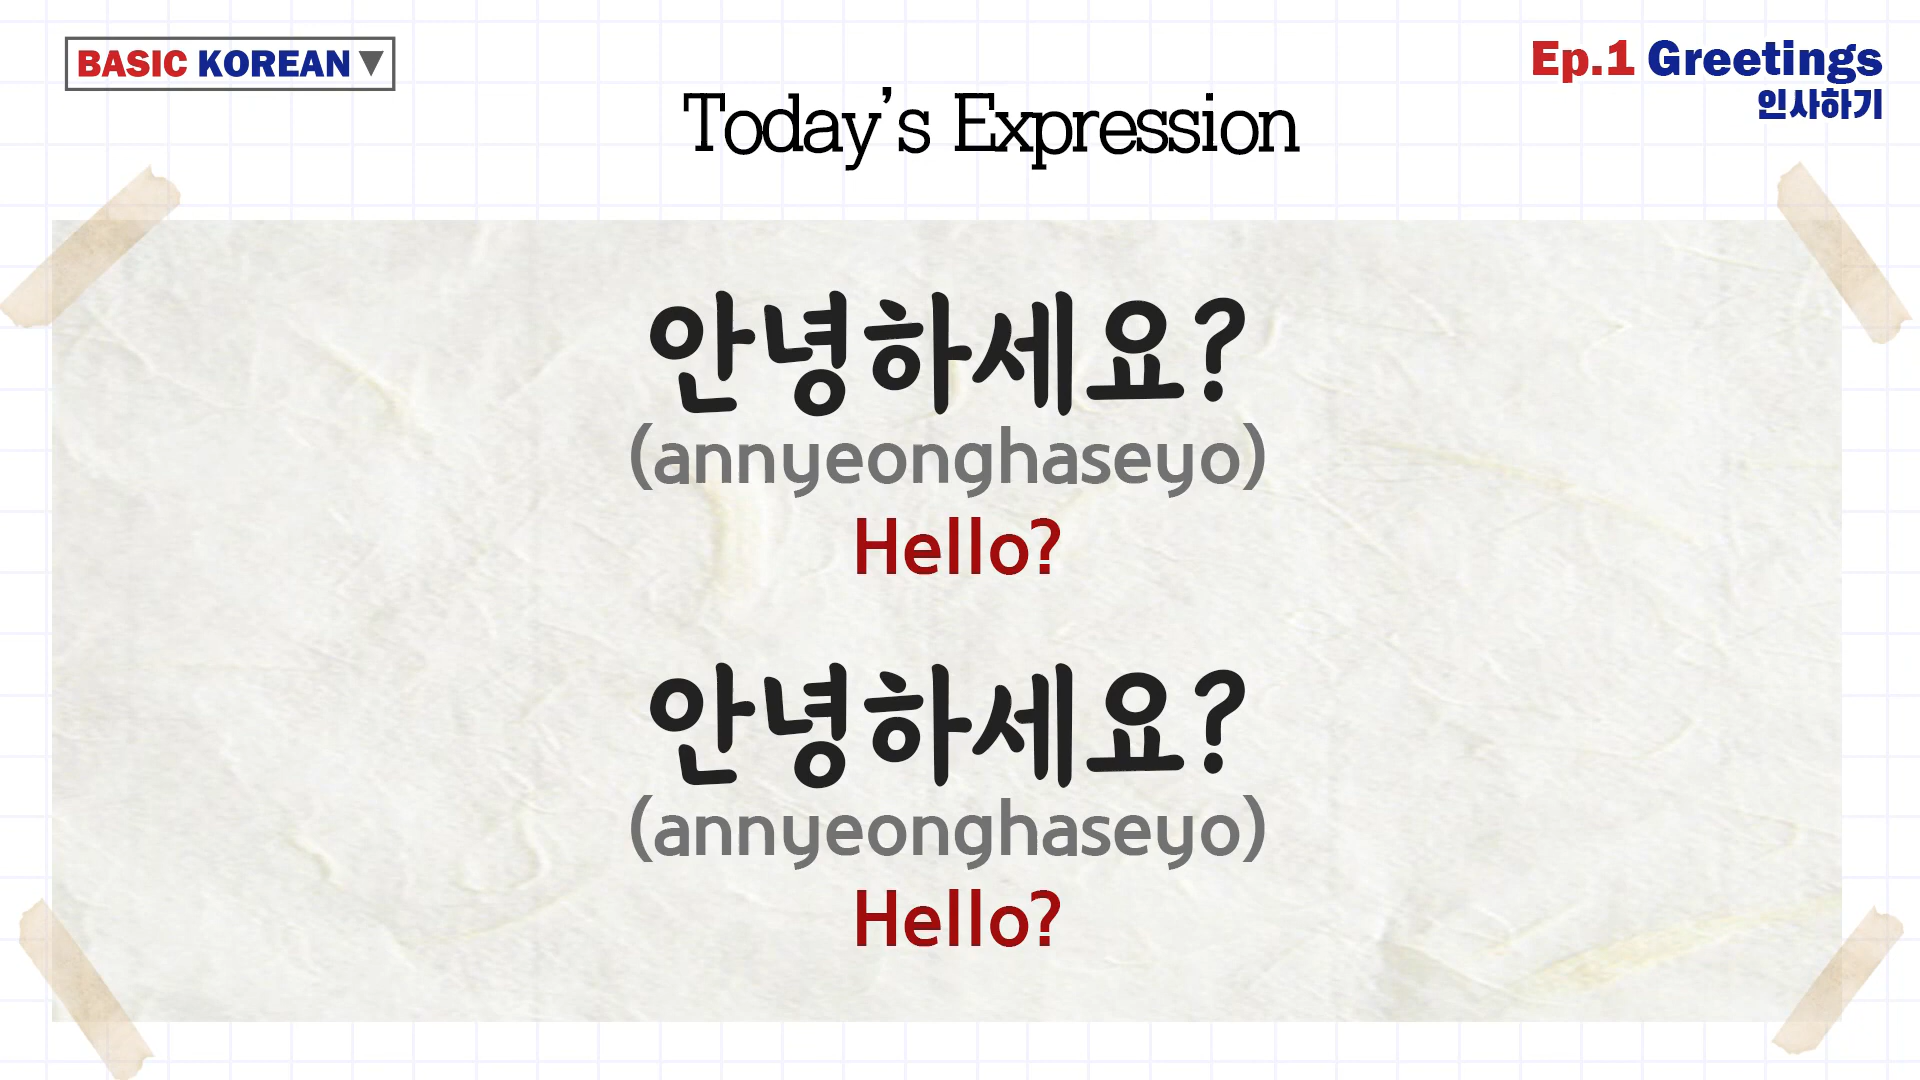 BASIC KOREAN▼
Ep.1 Greetings
인사하기
Today's Expression
안녕하세요?
(annyeonghaseyo)
Hello?
안녕하세요?
(annyeonghaseyo)
Hello?